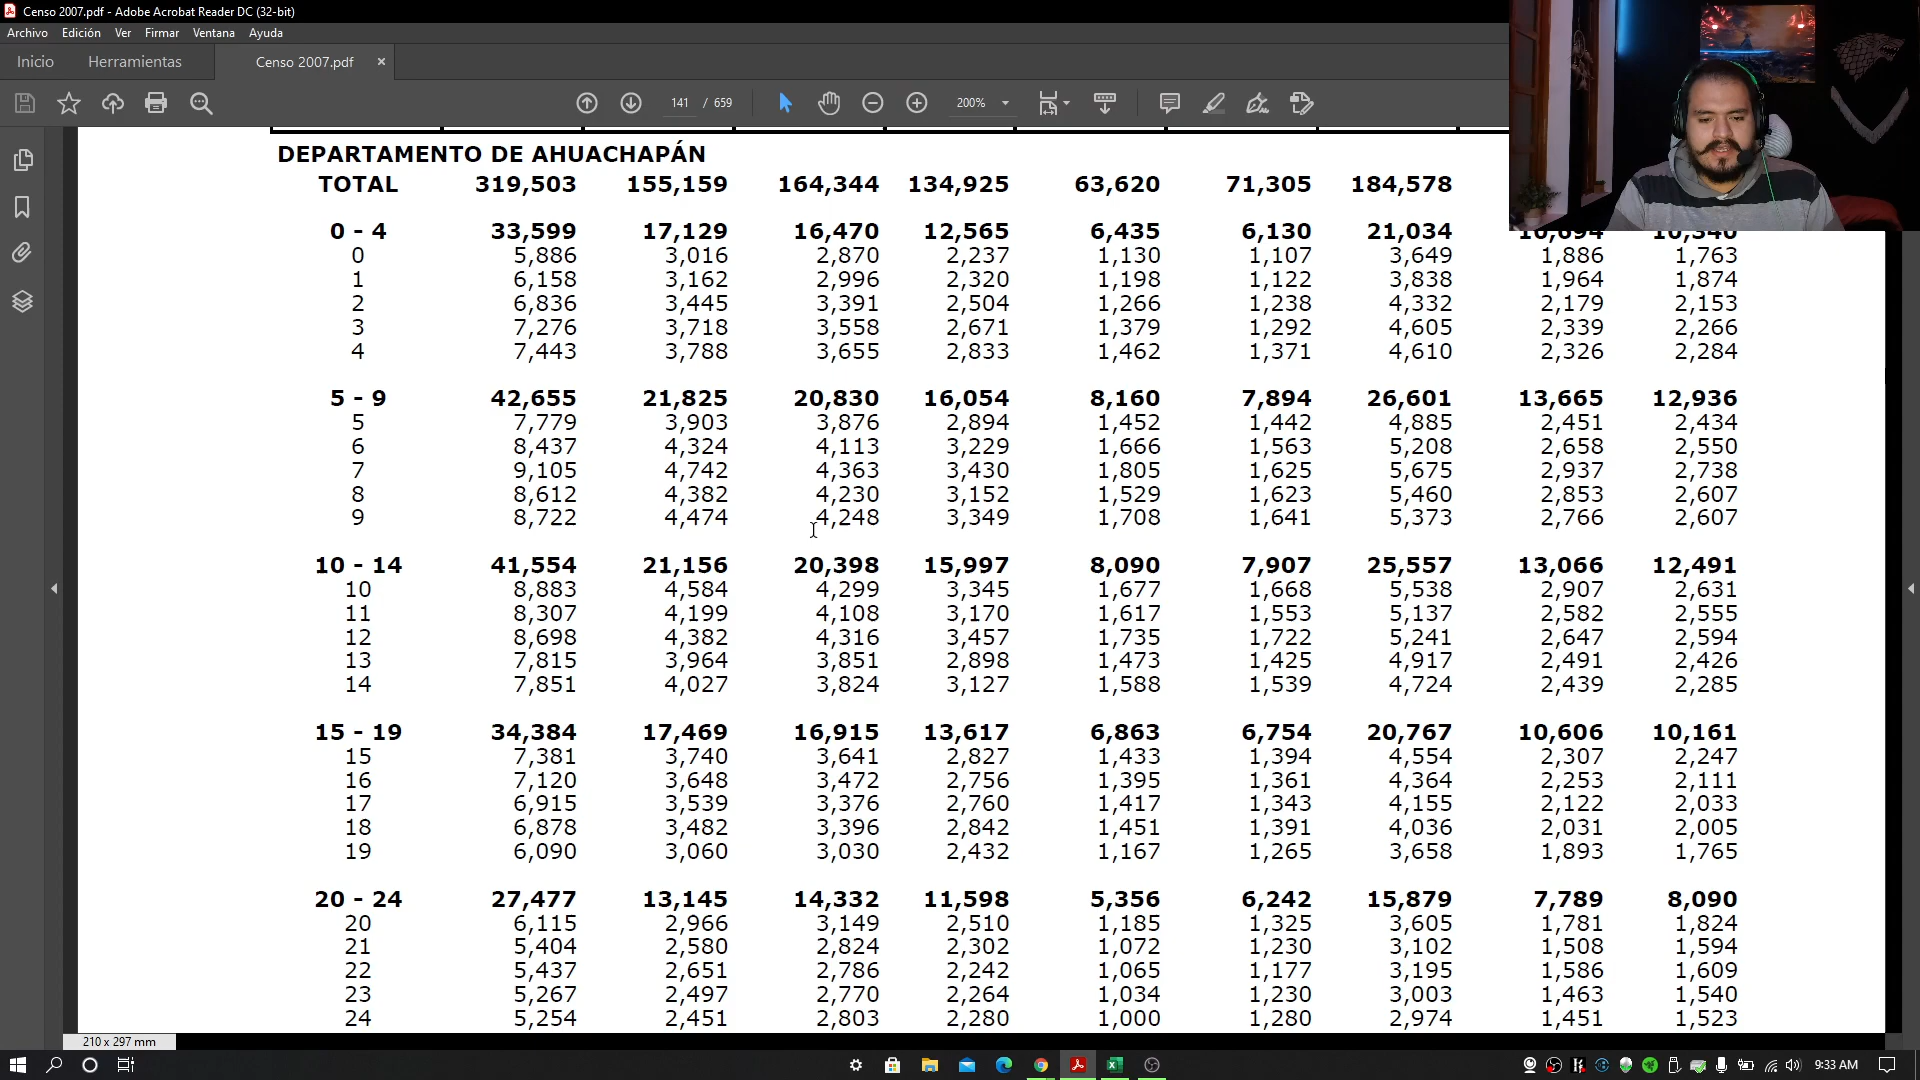 Censo 2007.pdf - Adobe Acrobat Reader DC (32-bit)
Archivo Edición Ver Firmar Ventana Ayuda
Inicio Herramientas Censo 2007.pdf ×
141 / 659 200%
DEPARTAMENTO DE AHUACHAPÁN
TOTAL 319,503 155,159 164,344 134,925 63,620 71,305 184,578
0 - 4 33,599 17,129 16,470 12,565 6,435 6,130 21,034 10,694 10,340
0 5,886 3,016 2,870 2,237 1,130 1,107 3,649 1,886 1,763
1 6,158 3,162 2,996 2,320 1,198 1,122 3,838 1,964 1,874
2 6,836 3,445 3,391 2,504 1,266 1,238 4,332 2,179 2,153
3 7,276 3,718 3,558 2,671 1,379 1,292 4,605 2,339 2,266
4 7,443 3,788 3,655 2,833 1,462 1,371 4,610 2,326 2,284
5 - 9 42,655 21,825 20,830 16,054 8,160 7,894 26,601 13,665 12,936
5 7,779 3,903 3,876 2,894 1,452 1,442 4,885 2,451 2,434
6 8,437 4,324 4,113 3,229 1,666 1,563 5,208 2,658 2,550
7 9,105 4,742 4,363 3,430 1,805 1,625 5,675 2,937 2,738
8 8,612 4,382 4,230 3,152 1,529 1,623 5,460 2,853 2,607
9 8,722 4,474 4,248 3,349 1,708 1,641 5,373 2,766 2,607
10 - 14 41,554 21,156 20,398 15,997 8,090 7,907 25,557 13,066 12,491
10 8,883 4,584 4,299 3,345 1,677 1,668 5,538 2,907 2,631
11 8,307 4,199 4,108 3,170 1,617 1,553 5,137 2,582 2,555
12 8,698 4,382 4,316 3,457 1,735 1,722 5,241 2,647 2,594
13 7,815 3,964 3,851 2,898 1,473 1,425 4,917 2,491 2,426
14 7,851 4,027 3,824 3,127 1,588 1,539 4,724 2,439 2,285
15 - 19 34,384 17,469 16,915 13,617 6,863 6,754 20,767 10,606 10,161
15 7,381 3,740 3,641 2,827 1,433 1,394 4,554 2,307 2,247
16 7,120 3,648 3,472 2,756 1,395 1,361 4,364 2,253 2,111
17 6,915 3,539 3,376 2,760 1,417 1,343 4,155 2,122 2,033
18 6,878 3,482 3,396 2,842 1,451 1,391 4,036 2,031 2,005
19 6,090 3,060 3,030 2,432 1,167 1,265 3,658 1,893 1,765
20 - 24 27,477 13,145 14,332 11,598 5,356 6,242 15,879 7,789 8,090
20 6,115 2,966 3,149 2,510 1,185 1,325 3,605 1,781 1,824
21 5,404 2,580 2,824 2,302 1,072 1,230 3,102 1,508 1,594
22 5,437 2,651 2,786 2,242 1,065 1,177 3,195 1,586 1,609
23 5,267 2,497 2,770 2,264 1,034 1,230 3,003 1,463 1,540
24 5,254 2,451 2,803 2,280 1,000 1,280 2,974 1,451 1,523
210 x 297 mm
9:33 AM